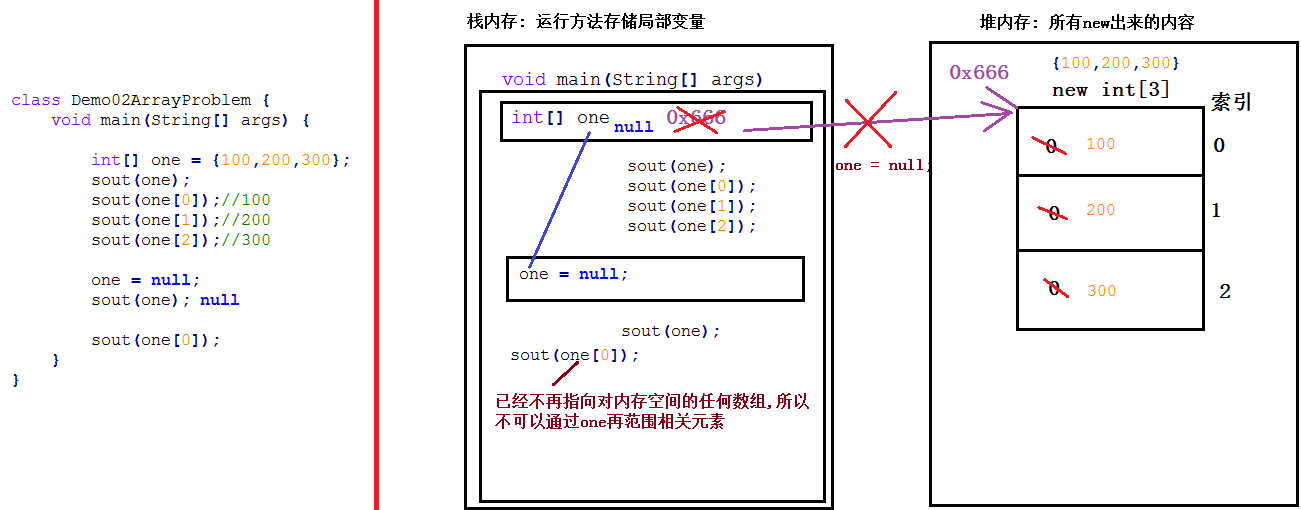 class Demo02ArrayProblem {
void main(String[] args) {
int[] one = {100,200,300};
sout(one);
sout(one[0]);//100
sout(one[1]);//200
sout(one[2]);//300
one = null;
sout(one); null
sout(one[0]);
}
}
栈内存: 运行方法存储局部变量
void main(String[] args)
int[] one null 0x666
sout(one);
sout(one[0]);
sout(one[1]);
sout(one[2]);
one = null;
sout(one);
sout(one[0]);
已经不再指向对内存空间的任何数组,所以
不可以通过one再范围相关元素
one = null;
堆内存: 所有new出来的内容
0x666
{100,200,300}
new int[3]
索引
0 100 0
0 200 1
0 300 2